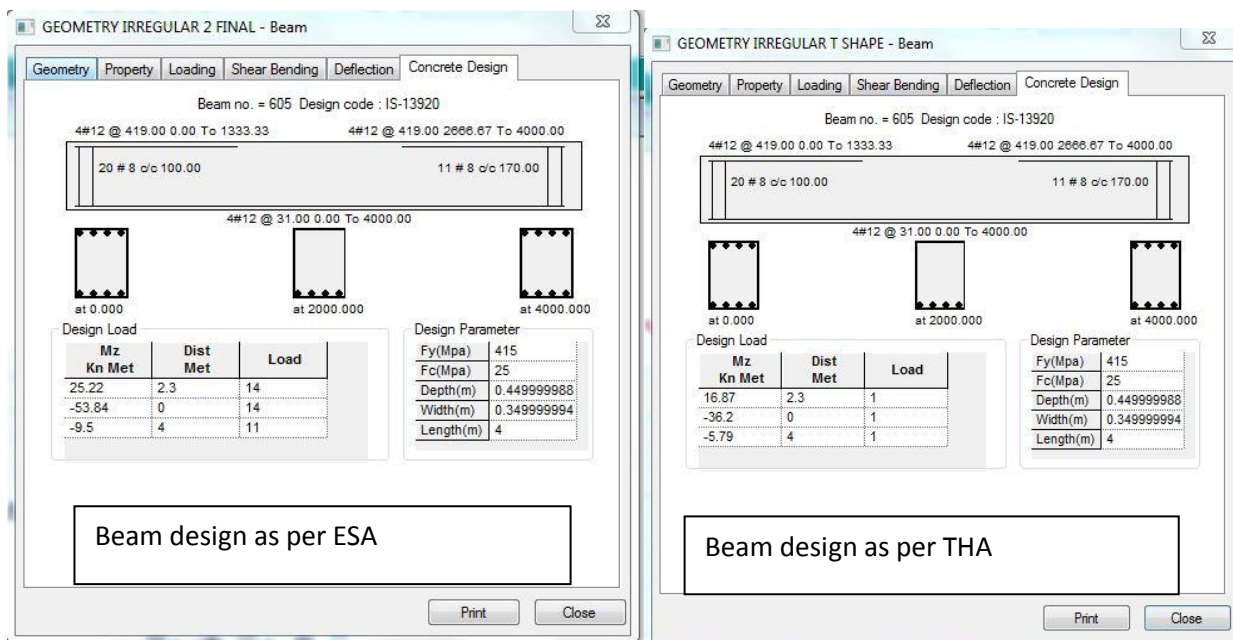 GEOMETRY IRREGULAR 2 FINAL - Beam
Geometry Property Loading Shear Bending Deflection Concrete Design
Beam no. = 605 Design code : IS-13920
4#12 @ 419.00 0.00 To 1333.33 4#12 @ 419.00 2666.67 To 4000.00
20 # 8 c/c 100.00 11 # 8 c/c 170.00
4#12 @ 31.00 0.00 To 4000.00
at 0.000 at 2000.000 at 4000.000
Design Load Design Parameter
Mz Kn Met Dist Met Load
25.22 2.3 14
-53.84 0 14
-9.5 4 11
Fy(Mpa) 415
Fc(Mpa) 25
Depth(m) 0.449999988
Width(m) 0.349999994
Length(m) 4
Beam design as per ESA
Print Close
GEOMETRY IRREGULAR T SHAPE - Beam
Geometry Property Loading Shear Bending Deflection Concrete Design
Beam no. = 605 Design code : IS-13920
4#12 @ 419.00 0.00 To 1333.33 4#12 @ 419.00 2666.67 To 4000.00
20 # 8 c/c 100.00 11 # 8 c/c 170.00
4#12 @ 31.00 0.00 To 4000.00
at 0.000 at 2000.000 at 4000.000
Design Load Design Parameter
Mz Kn Met Dist Met Load
16.87 2.3 1
-36.2 0 1
-5.79 4 1
Fy(Mpa) 415
Fc(Mpa) 25
Depth(m) 0.449999988
Width(m) 0.349999994
Length(m) 4
Beam design as per THA
Print Close